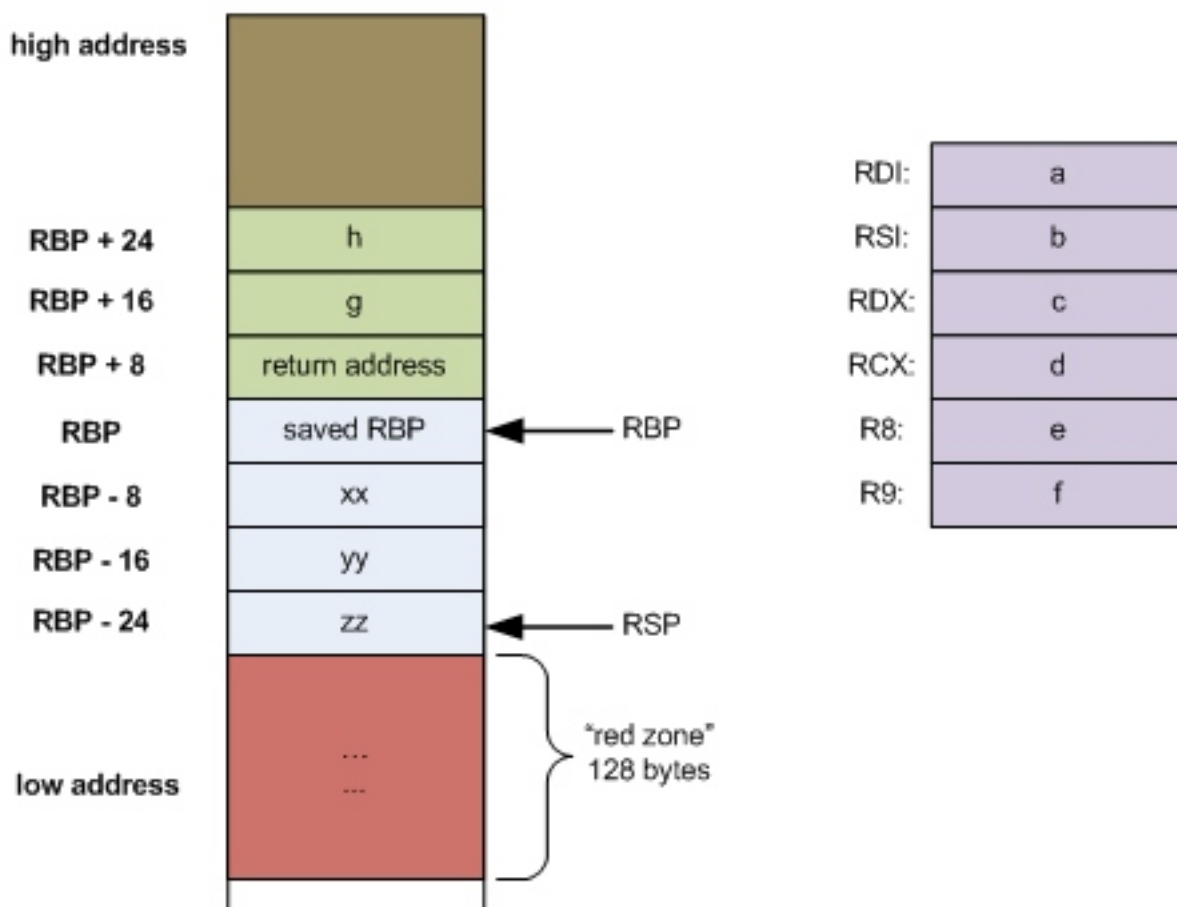 high address
RDI: a
RBP + 24 h RSI: b
RBP + 16 g RDX: c
RBP + 8 return address RCX: d
RBP saved RBP RBP R8: e
RBP - 8 xx R9: f
RBP - 16 yy
RBP - 24 zz RSP
"red zone"
...
128 bytes
low address
...